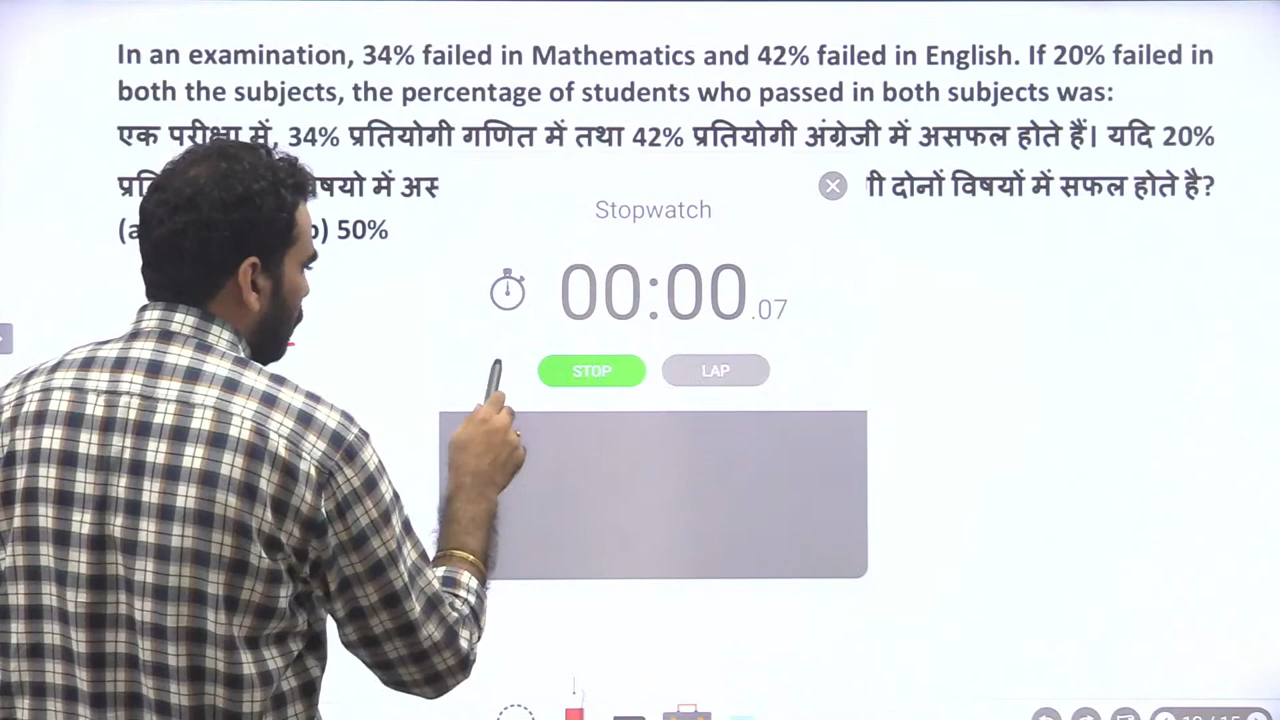 In an examination, 34% failed in Mathematics and 42% failed in English. If 20% failed in
both the subjects, the percentage of students who passed in both subjects was:
एक परीक्षा में, 34% प्रतियोगी गणित में तथा 42% प्रतियोगी अंग्रेजी में असफल होते हैं। यदि 20%
में दोनों विषयों में सफल होते है?
50%
Stopwatch
00:00.07
STOP
LAP